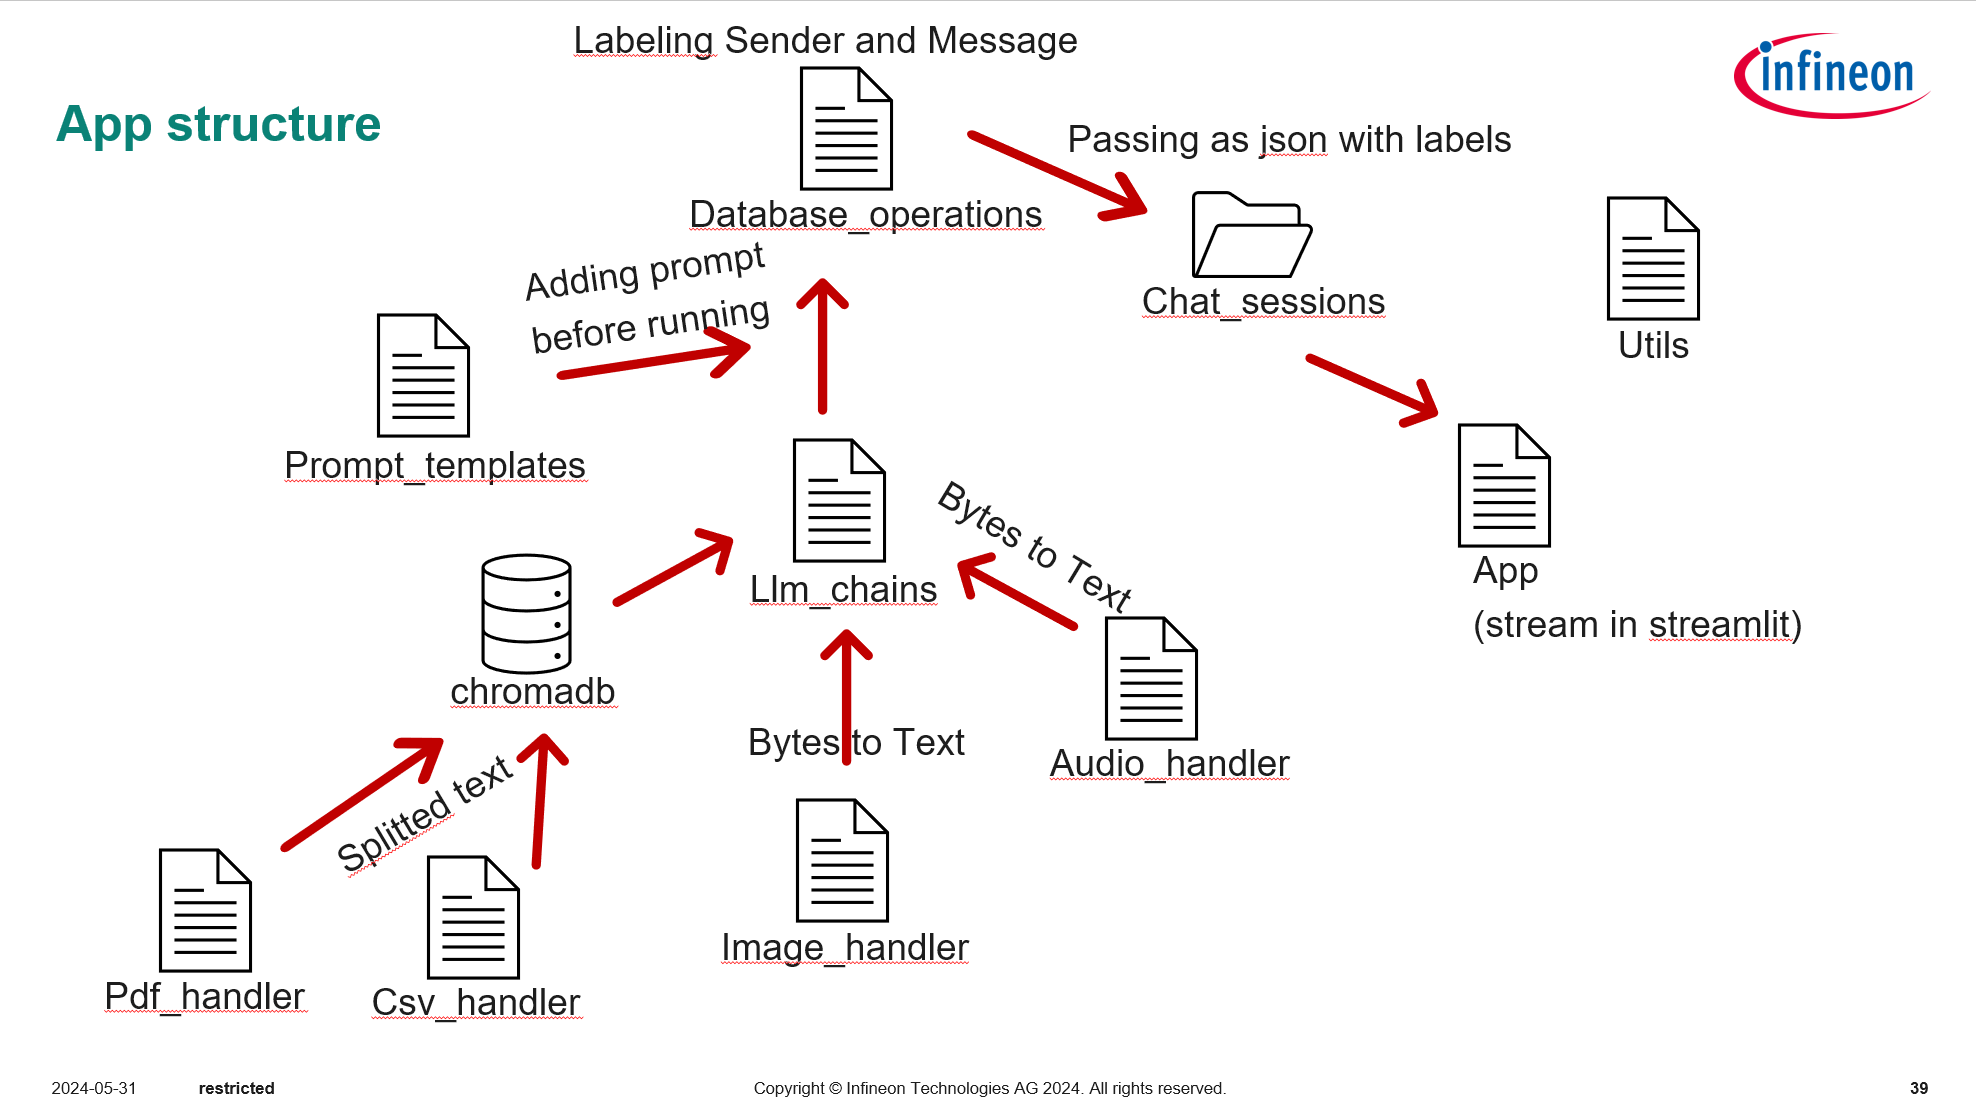 Labeling Sender and Message
infineon
App structure
Passing as json with labels
Database_operations
Adding prompt
before running
Chat_sessions
Utils
Prompt_templates
Bytes to Text
Llm_chains
App
(stream in streamlit)
chromadb
Bytes to Text
Audio_handler
Splitted text
Image_handler
Pdf_handler
Csv_handler
2024-05-31
restricted
Copyright © Infineon Technologies AG 2024. All rights reserved.
39